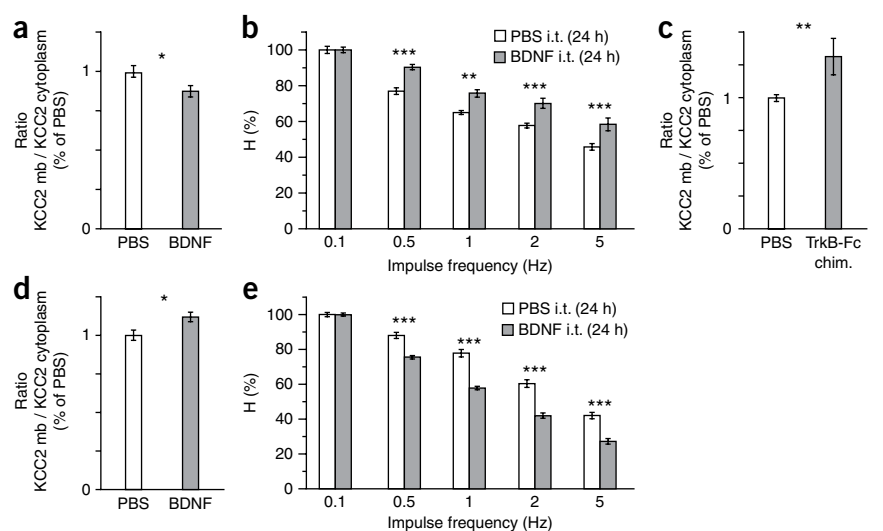 a
Ratio
KCC2 mb / KCC2 cytoplasm
(% of PBS)
1
0
*
PBS
BDNF
b
H (%)
100
80
60
40
20
0
PBS i.t. (24 h)
BDNF i.t. (24 h)
***
**
***
***
0.1
0.5
1
2
5
Impulse frequency (Hz)
c
Ratio
KCC2 mb / KCC2 cytoplasm
(% of PBS)
1
0
**
PBS
TrkB-Fc
chim.
d
Ratio
KCC2 mb / KCC2 cytoplasm
(% of PBS)
1
0
*
PBS
BDNF
e
H (%)
100
80
60
40
20
0
PBS i.t. (24 h)
BDNF i.t. (24 h)
***
***
***
***
0.1
0.5
1
2
5
Impulse frequency (Hz)